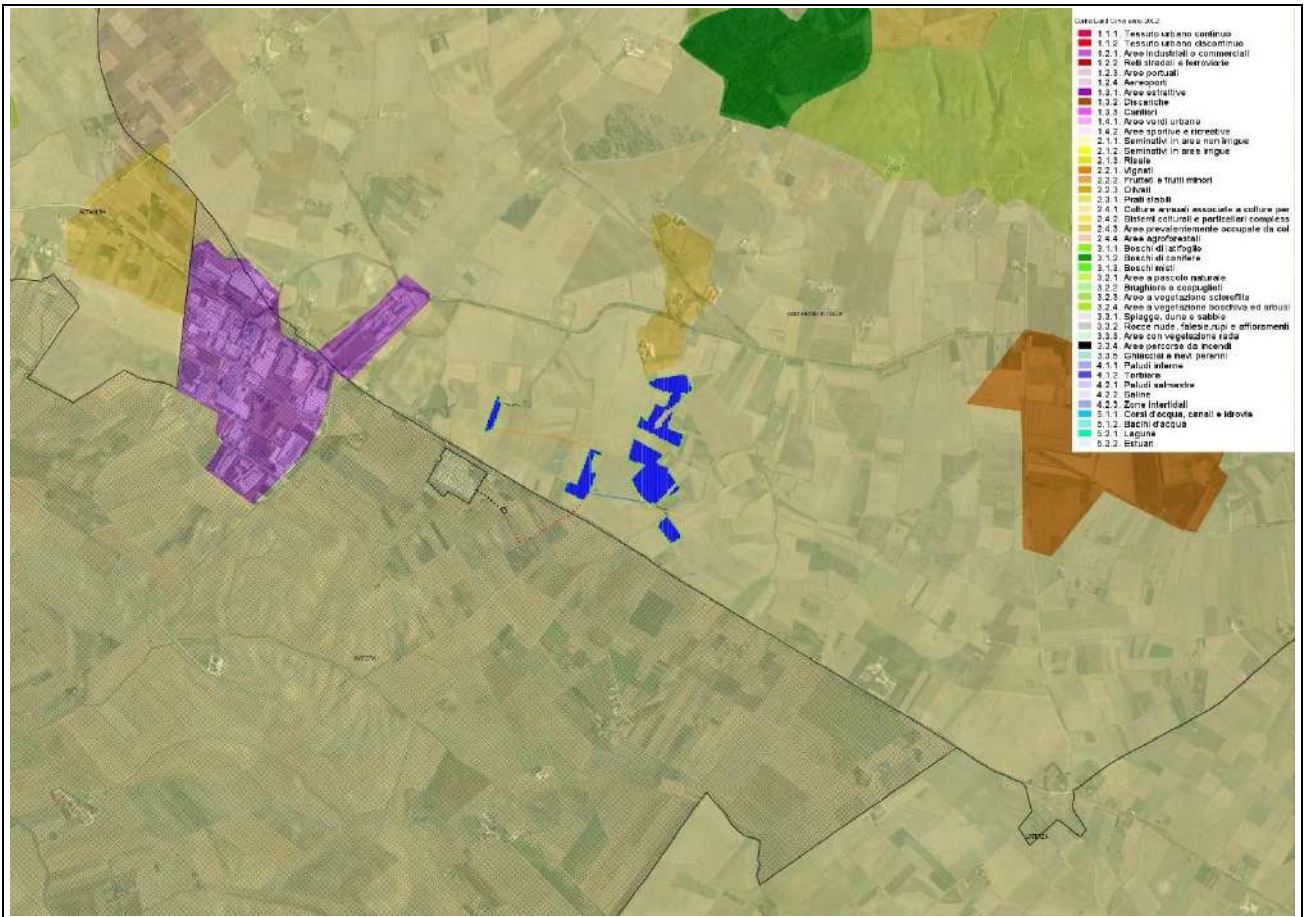 Corine Land Cover anno 2012
1.1.1. Tessuto urbano continuo
1.1.2. Tessuto urbano discontinuo
1.2.1. Aree industriali o commerciali
1.2.2. Reti stradali e ferroviarie
1.2.3. Aree portuali
1.2.4. Aeroporti
1.3.1. Aree estrattive
1.3.2. Discariche
1.3.3. Cantieri
1.4.1. Aree verdi urbane
1.4.2. Aree sportive e ricreative
2.1.1. Seminativi in aree non irrigue
2.1.2. Seminativi in aree irrigue
2.1.3. Risaie
2.2.1. Vigneti
2.2.2. Frutteti e frutti minori
2.2.3. Oliveti
2.3.1. Prati stabili
2.4.1. Colture annuali associate a colture per
2.4.2. Sistemi colturali e particellari compless
2.4.3. Aree prevalentemente occupate da col
2.4.4. Aree agroforestali
3.1.1. Boschi di latifoglie
3.1.2. Boschi di conifere
3.1.3. Boschi misti
3.2.1. Aree a pascolo naturale
3.2.2. Brughiere e cespuglieti
3.2.3. Aree a vegetazione sclerofilla
3.2.4. Aree a vegetazione boschiva ed arbust
3.3.1. Spiagge, dune e sabbie
3.3.2. Rocce nude, falesie, rupi e affioramenti
3.3.3. Aree con vegetazione rada
3.3.4. Aree percorse da incendi
3.3.5. Ghiacciai e nevi perenni
4.1.1. Paludi interne
4.1.2. Torbiere
4.2.1. Paludi salmastre
4.2.2. Saline
4.2.3. Zone intertidali
5.1.1. Corsi d'acqua, canali e idrovie
5.1.2. Bacini d'acqua
5.2.1. Lagune
5.2.2. Estuari
ALTAMURA
MATERA
LATERZA